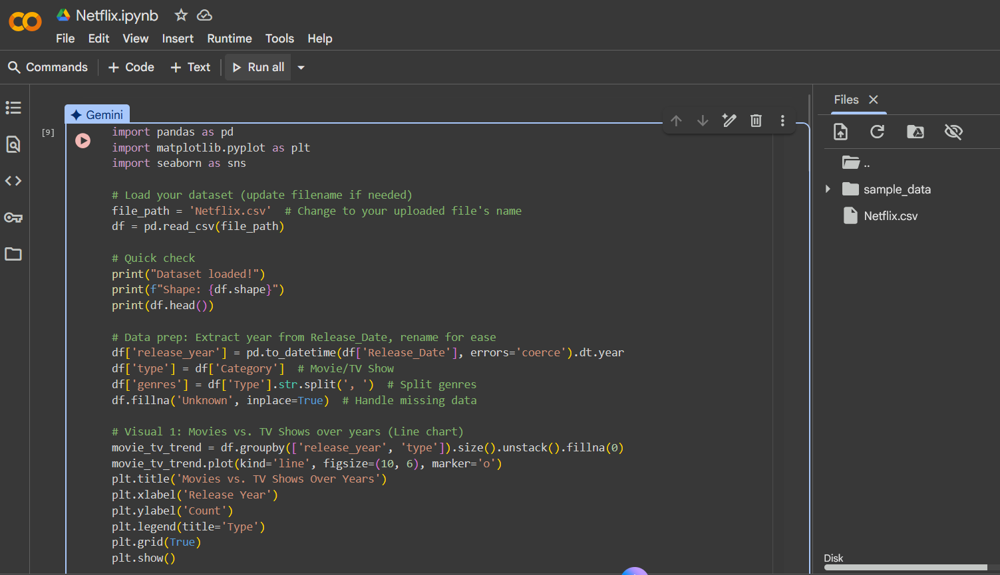 Netflix.ipynb
File Edit View Insert Runtime Tools Help
Commands + Code + Text Run all
Gemini
[9]
import pandas as pd
import matplotlib.pyplot as plt
import seaborn as sns
# Load your dataset (update filename if needed)
file_path = 'Netflix.csv'  # Change to your uploaded file's name
df = pd.read_csv(file_path)
# Quick check
print("Dataset loaded!")
print(f"Shape: {df.shape}")
print(df.head())
# Data prep: Extract year from Release_Date, rename for ease
df['release_year'] = pd.to_datetime(df['Release_Date'], errors='coerce').dt.year
df['type'] = df['Category']  # Movie/TV Show
df['genres'] = df['Type'].str.split(', ')  # Split genres
df.fillna('Unknown', inplace=True)  # Handle missing data
# Visual 1: Movies vs. TV Shows over years (Line chart)
movie_tv_trend = df.groupby(['release_year', 'type']).size().unstack().fillna(0)
movie_tv_trend.plot(kind='line', figsize=(10, 6), marker='o')
plt.title('Movies vs. TV Shows Over Years')
plt.xlabel('Release Year')
plt.ylabel('Count')
plt.legend(title='Type')
plt.grid(True)
plt.show()
Files
..
sample_data
Netflix.csv
Disk